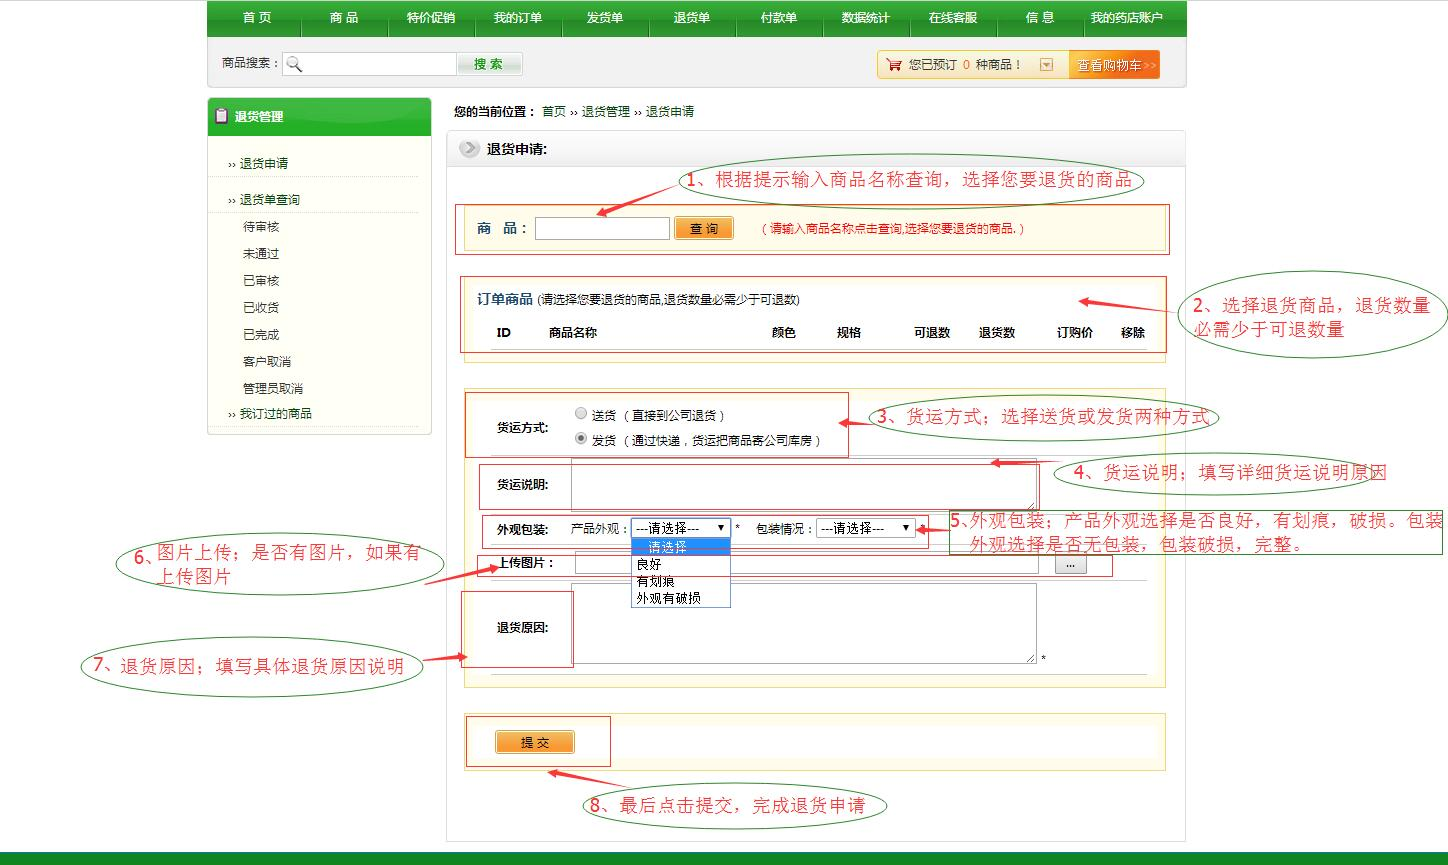 首 页 商 品 特价促销 我的订单 发货单 退货单 付款单 数据统计 在线客服 信 息 我的药店账户
商品搜索： 搜 索 您已预订 0 种商品！ 查看购物车>>
退货管理
›› 退货申请
›› 退货单查询
待审核
未通过
已审核
已收货
已完成
客户取消
管理员取消
›› 我订过的商品
您的当前位置： 首页 ›› 退货管理 ›› 退货申请
退货申请:
1、根据提示输入商品名称查询，选择您要退货的商品
商 品： 查 询 （请输入商品名称点击查询,选择您要退货的商品.）
订单商品 (请选择您要退货的商品,退货数量必需少于可退数)
ID 商品名称 颜色 规格 可退数 退货数 订购价 移除
2、选择退货商品，退货数量
必需少于可退数量
货运方式:
送货 （直接到公司退货）
发货 （通过快递，货运把商品寄公司库房）
3、货运方式；选择送货或发货两种方式
货运说明:
4、货运说明；填写详细货运说明原因
外观包装: 产品外观： ---请选择--- * 包装情况： ---请选择--- *
请选择
良好
有划痕
外观有破损
5、外观包装；产品外观选择是否良好，有划痕，破损。包装
外观选择是否无包装，包装破损，完整。
上传图片： ...
6、图片上传；是否有图片，如果有
上传图片
退货原因: *
7、退货原因；填写具体退货原因说明
提 交
8、最后点击提交，完成退货申请